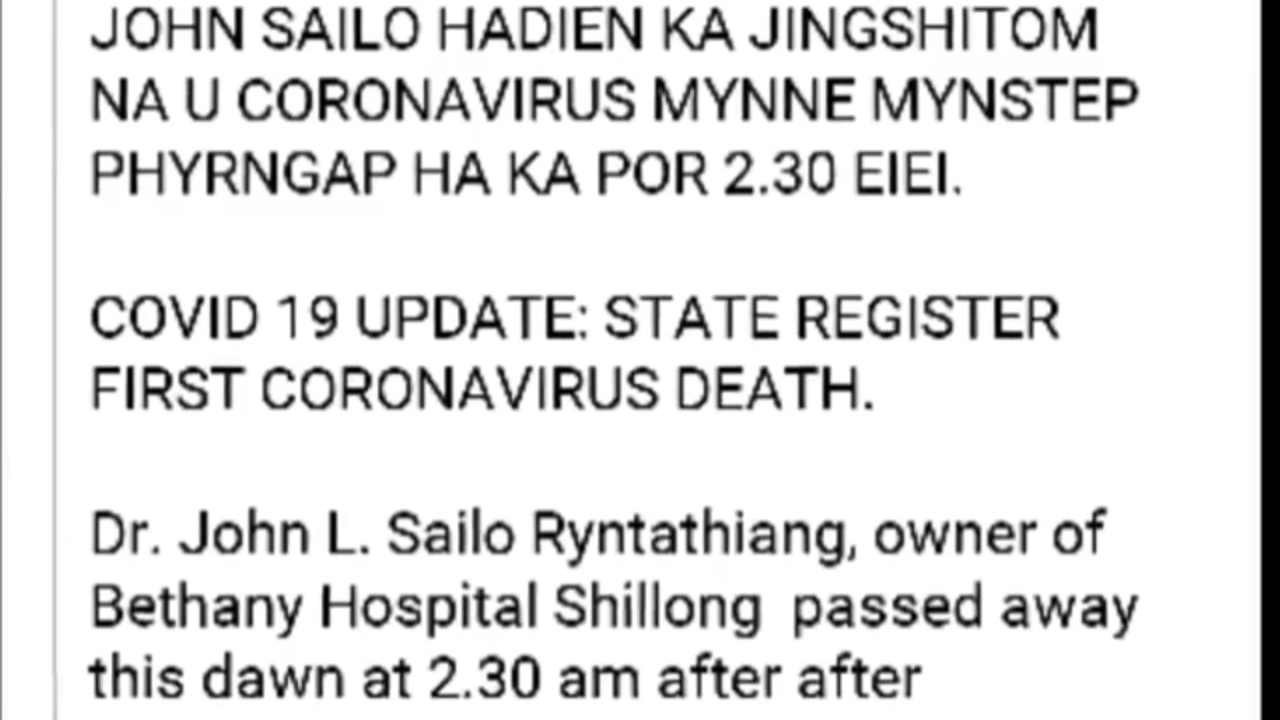 JOHN SAILO HADIEN KA JINGSHITOM
NA U CORONAVIRUS MYNNE MYNSTEP
PHYRNGAP HA KA POR 2.30 EIEI.
COVID 19 UPDATE: STATE REGISTER
FIRST CORONAVIRUS DEATH.
Dr. John L. Sailo Ryntathiang, owner of
Bethany Hospital Shillong passed away
this dawn at 2.30 am after after